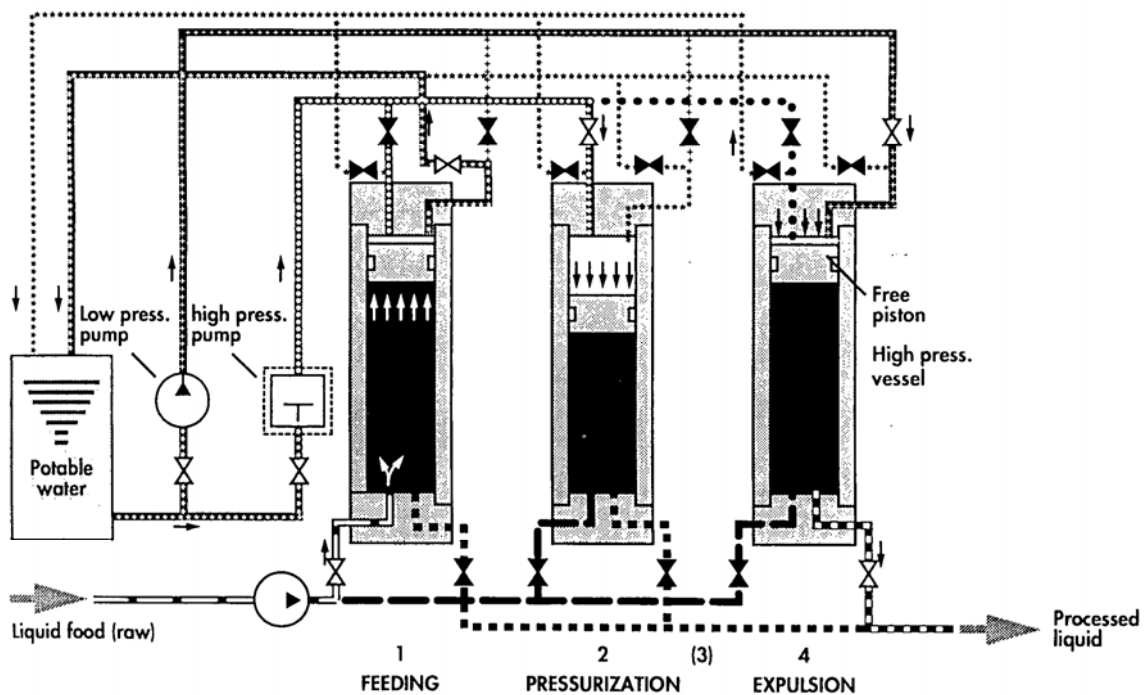 Low press.
pump
high press.
pump
Free
piston
High press.
vessel
Potable
water
Liquid food (raw)
Processed
liquid
1
2
(3)
4
FEEDING
PRESSURIZATION
EXPULSION